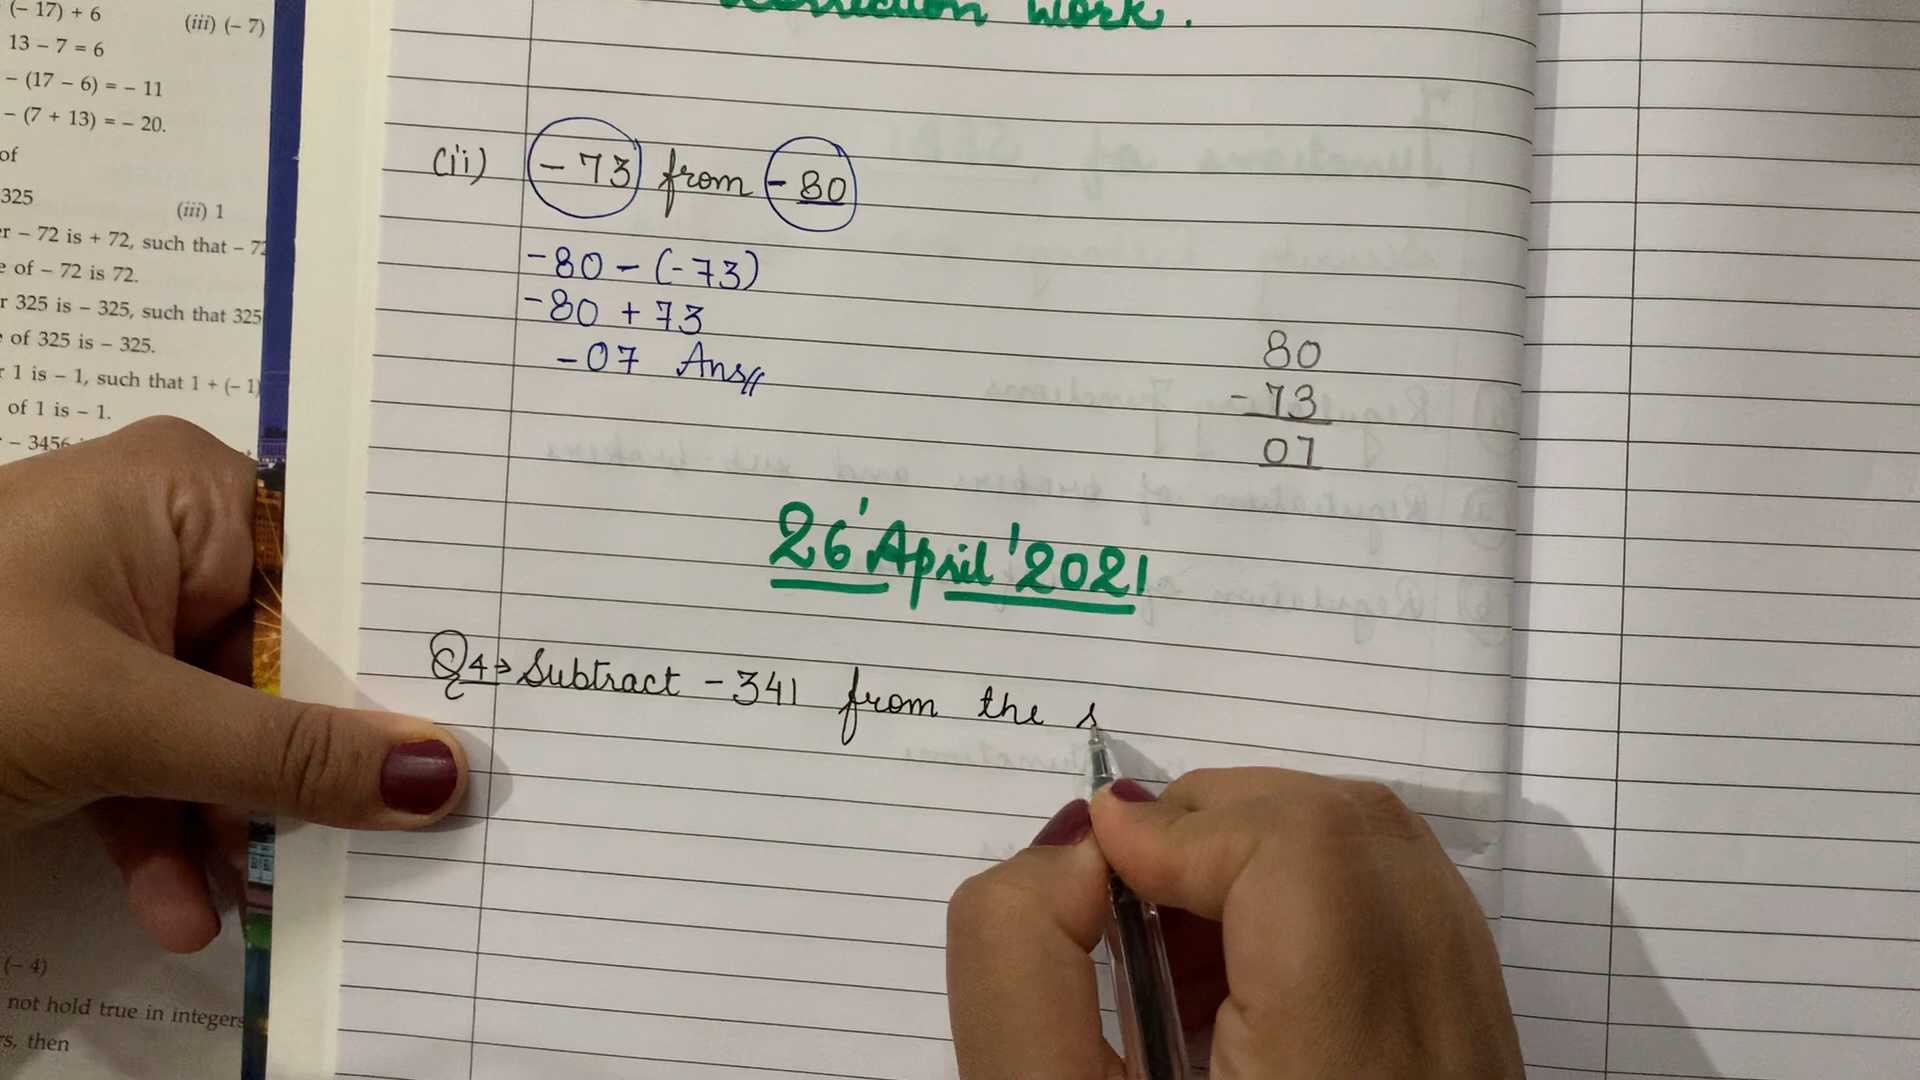 (-17) + 6
(iii) (-7)
13 – 7 = 6
– (17 – 6) = – 11
– (7 + 13) = – 20.
of
325
(iii) 1
– 72 is + 72, such that – 72
of – 72 is 72.
325 is – 325, such that 325
of 325 is – 325.
1 is – 1, such that 1 + (– 1)
of 1 is – 1.
– 3456
(– 4)
not hold true in integers
then
work.
(ii) -73 from -80
-80-(-73)
-80 + 73
-07 Ans
80
-73
07
26' April' 2021
Q4→ Subtract -341 from the s